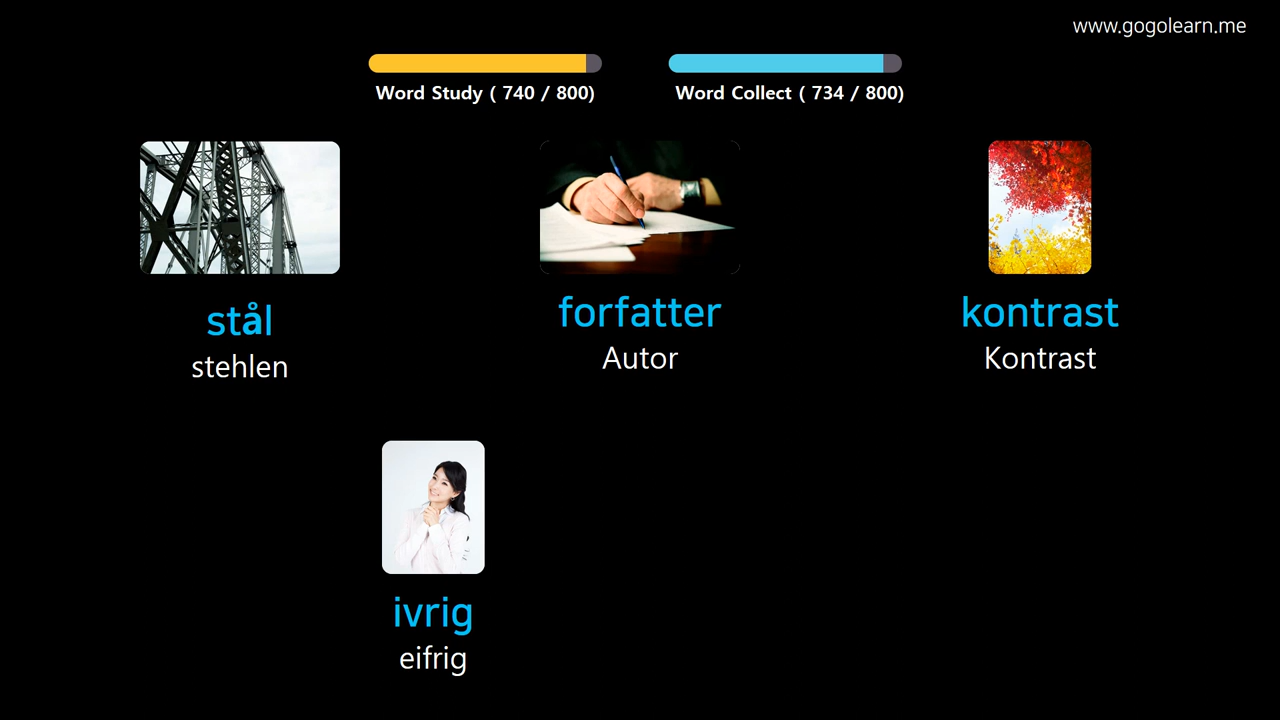 www.gogolearn.me
Word Study ( 740 / 800)
Word Collect ( 734 / 800)
stål
stehlen
forfatter
Autor
kontrast
Kontrast
ivrig
eifrig